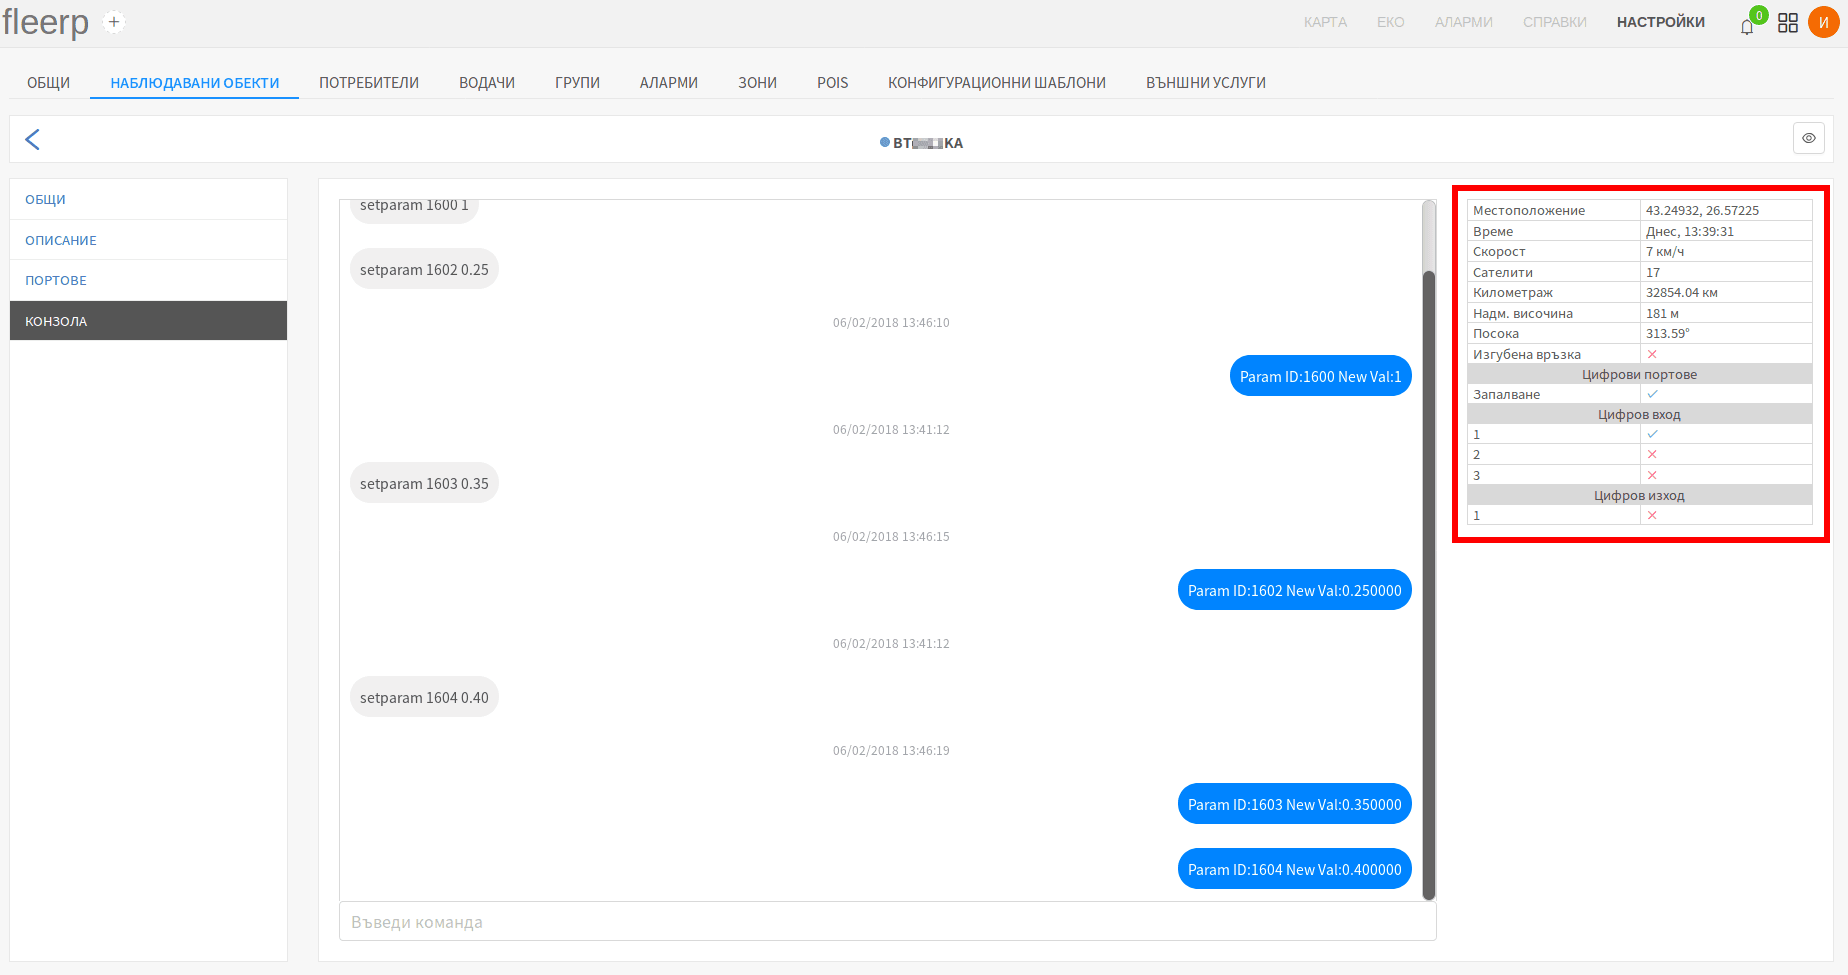 fleerp +
КАРТА ЕКО АЛАРМИ СПРАВКИ НАСТРОЙКИ 0 И
ОБЩИ НАБЛЮДАВАНИ ОБЕКТИ ПОТРЕБИТЕЛИ ВОДАЧИ ГРУПИ АЛАРМИ ЗОНИ POIS КОНФИГУРАЦИОННИ ШАБЛОНИ ВЪНШНИ УСЛУГИ
BT KA
ОБЩИ
ОПИСАНИЕ
ПОРТОВЕ
КОНЗОЛА
setparam 1600 1
setparam 1602 0.25
06/02/2018 13:46:10
Param ID:1600 New Val:1
06/02/2018 13:41:12
setparam 1603 0.35
06/02/2018 13:46:15
Param ID:1602 New Val:0.250000
06/02/2018 13:41:12
setparam 1604 0.40
06/02/2018 13:46:19
Param ID:1603 New Val:0.350000
Param ID:1604 New Val:0.400000
Въведи команда
Местоположение 43.24932, 26.57225
Време Днес, 13:39:31
Скорост 7 км/ч
Сателити 17
Километраж 32854.04 км
Надм. височина 181 м
Посока 313.59°
Изгубена връзка
Цифрови портове
Запалване
Цифров вход
1
2
3
Цифров изход
1